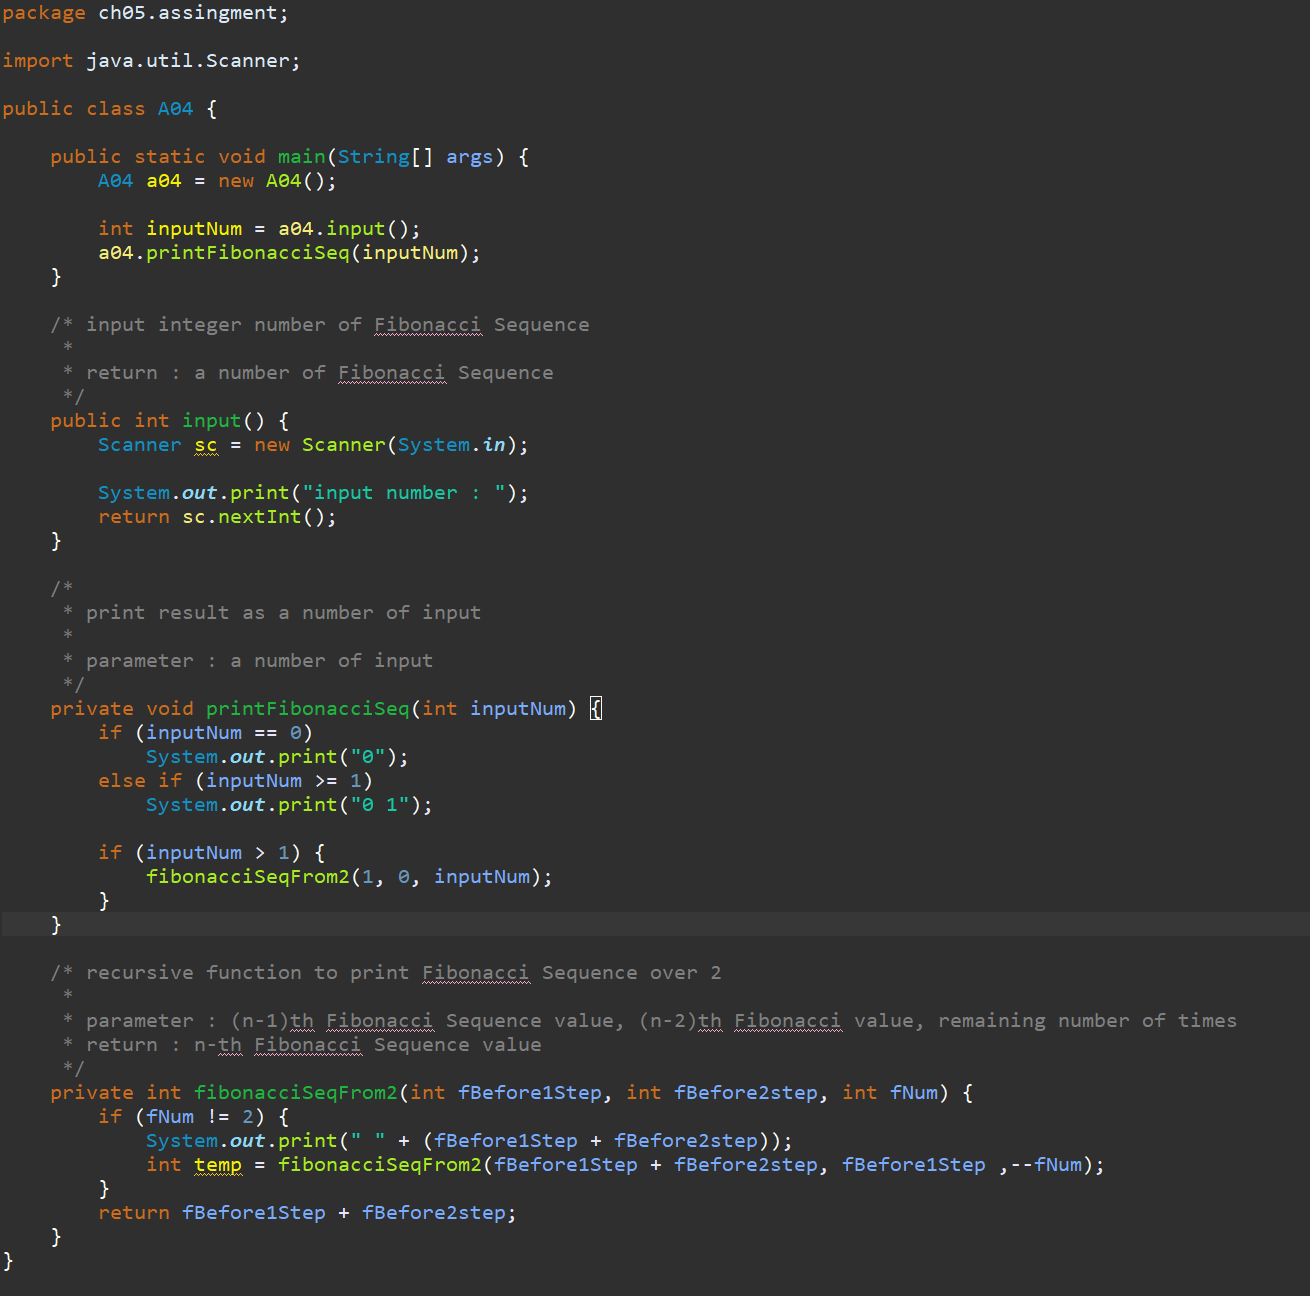 package ch05.assingment;
import java.util.Scanner;
public class A04 {
public static void main(String[] args) {
A04 a04 = new A04();
int inputNum = a04.input();
a04.printFibonacciSeq(inputNum);
}
/* input integer number of Fibonacci Sequence
*
* return : a number of Fibonacci Sequence
*/
public int input() {
Scanner sc = new Scanner(System.in);
System.out.print("input number : ");
return sc.nextInt();
}
/*
* print result as a number of input
*
* parameter : a number of input
*/
private void printFibonacciSeq(int inputNum) {
if (inputNum == 0)
System.out.print("0");
else if (inputNum >= 1)
System.out.print("0 1");
if (inputNum > 1) {
fibonacciSeqFrom2(1, 0, inputNum);
}
}
/* recursive function to print Fibonacci Sequence over 2
*
* parameter : (n-1)th Fibonacci Sequence value, (n-2)th Fibonacci value, remaining number of times
* return : n-th Fibonacci Sequence value
*/
private int fibonacciSeqFrom2(int fBefore1Step, int fBefore2step, int fNum) {
if (fNum != 2) {
System.out.print(" " + (fBefore1Step + fBefore2step));
int temp = fibonacciSeqFrom2(fBefore1Step + fBefore2step, fBefore1Step ,--fNum);
}
return fBefore1Step + fBefore2step;
}
}